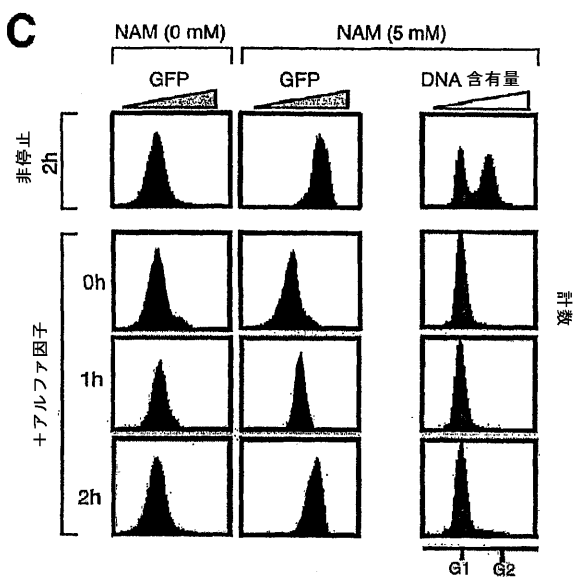 C
NAM (0 mM)
NAM (5 mM)
GFP
GFP
DNA 含有量
非停止
2h
+アルファ因子
0h
1h
2h
計数
G1
G2